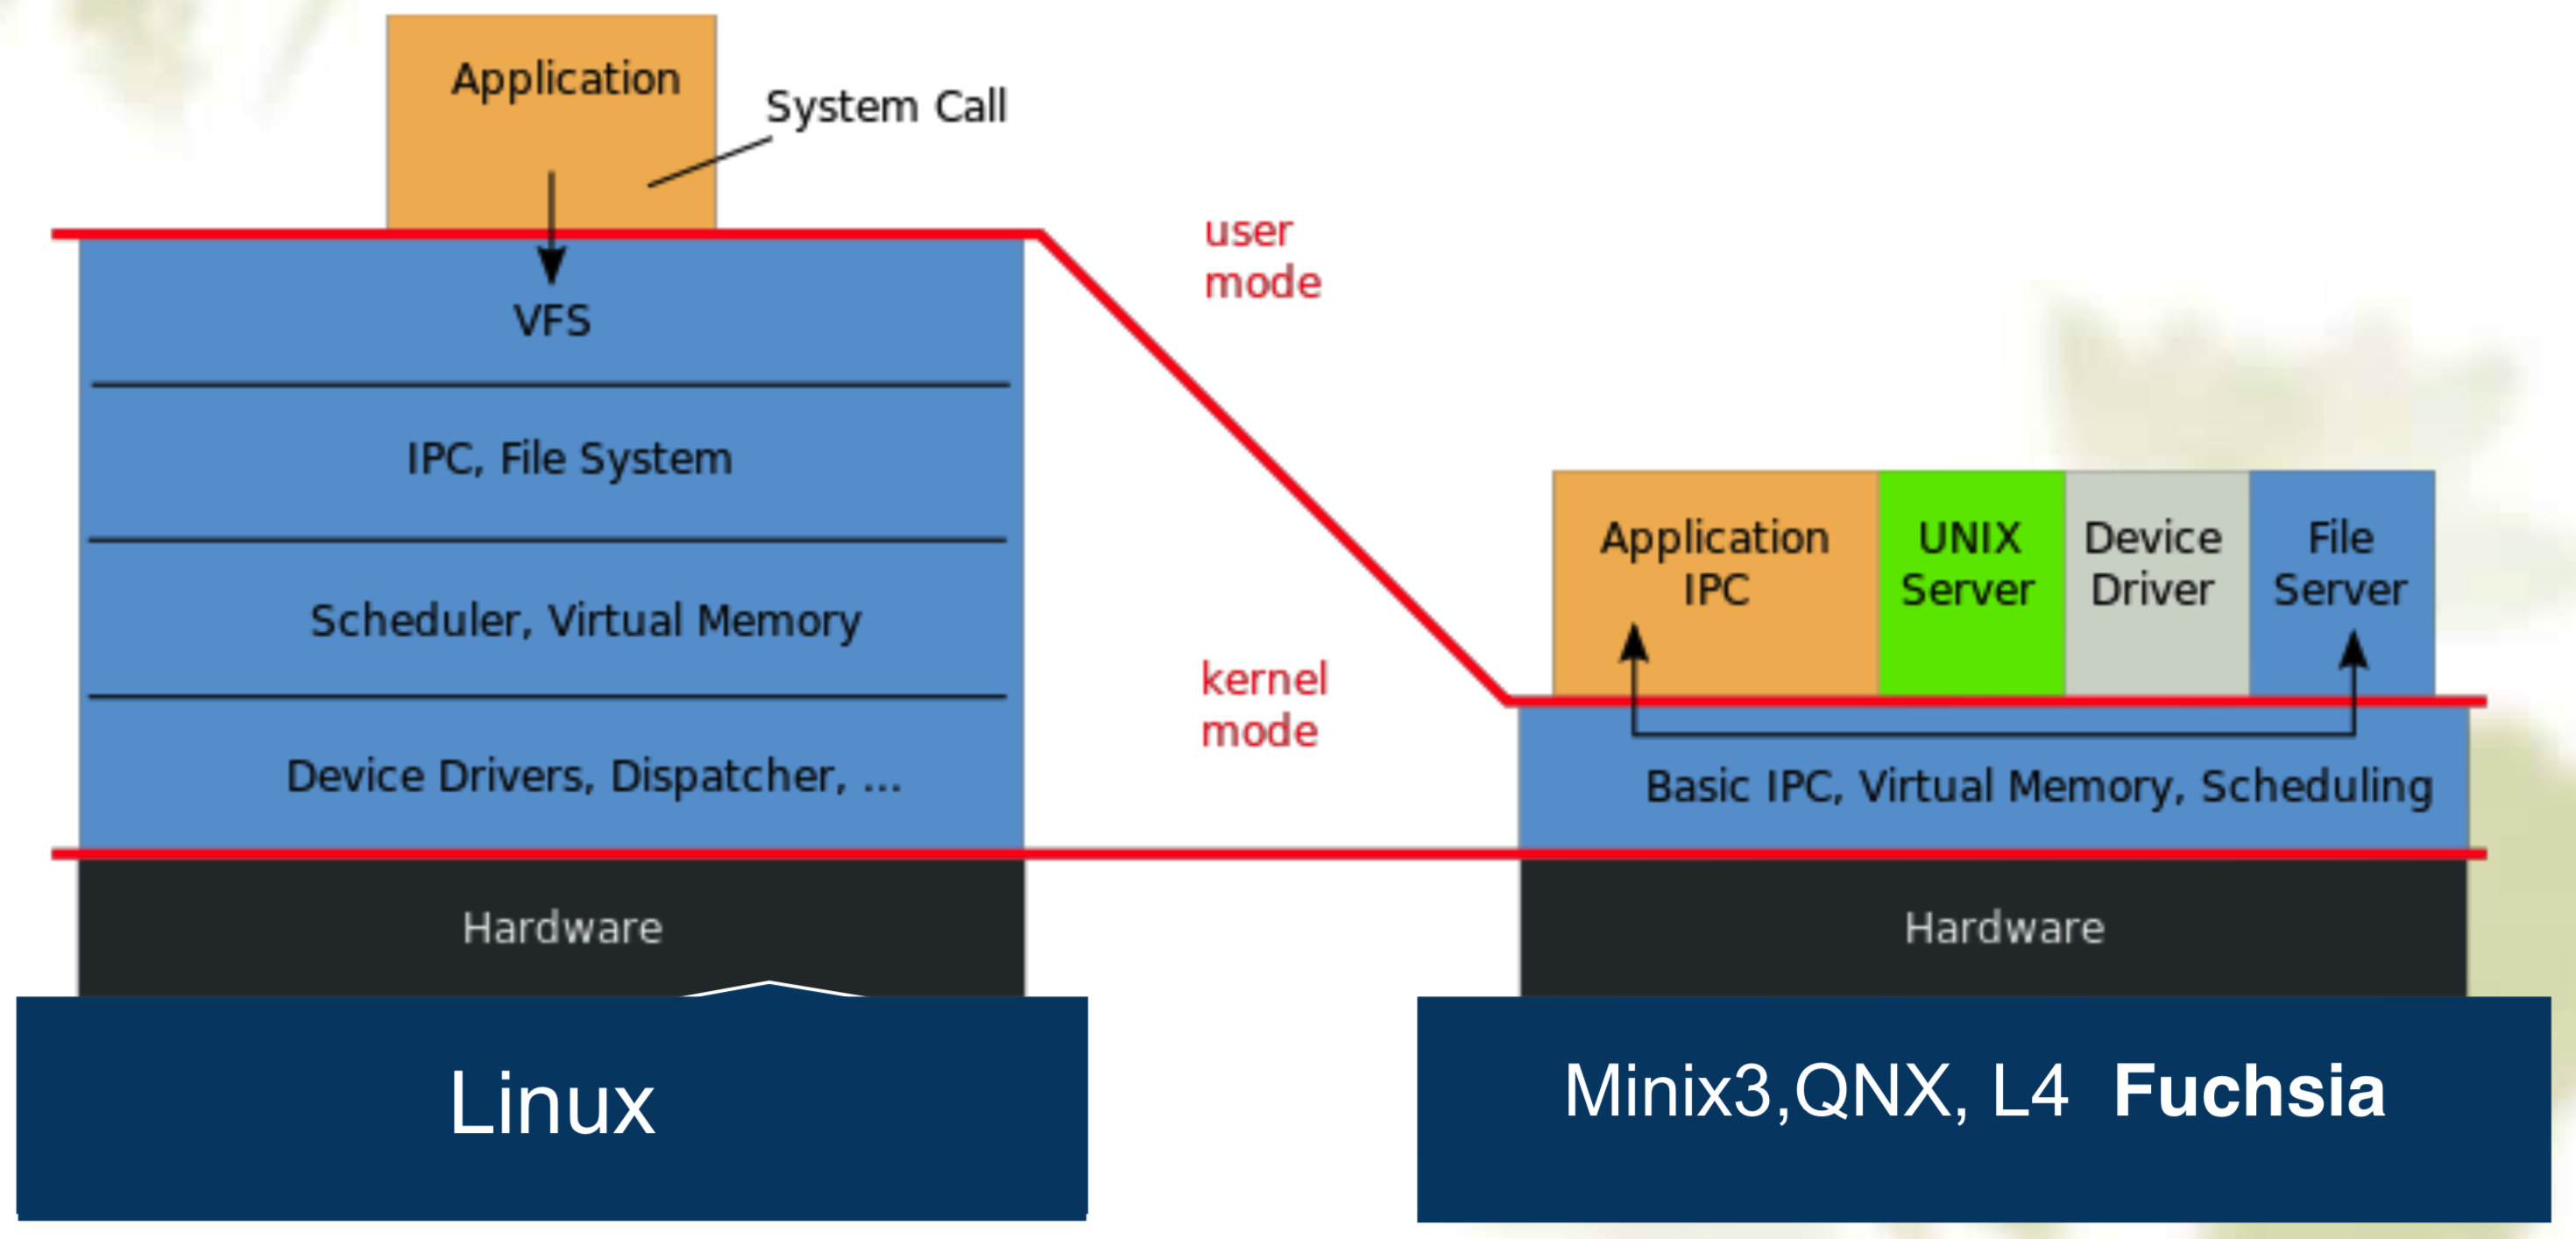 Application
System Call
VFS
IPC, File System
Scheduler, Virtual Memory
Device Drivers, Dispatcher, ...
Hardware
Linux
user
mode
kernel
mode
Application
IPC
UNIX
Server
Device
Driver
File
Server
Basic IPC, Virtual Memory, Scheduling
Hardware
Minix3,QNX, L4 Fuchsia